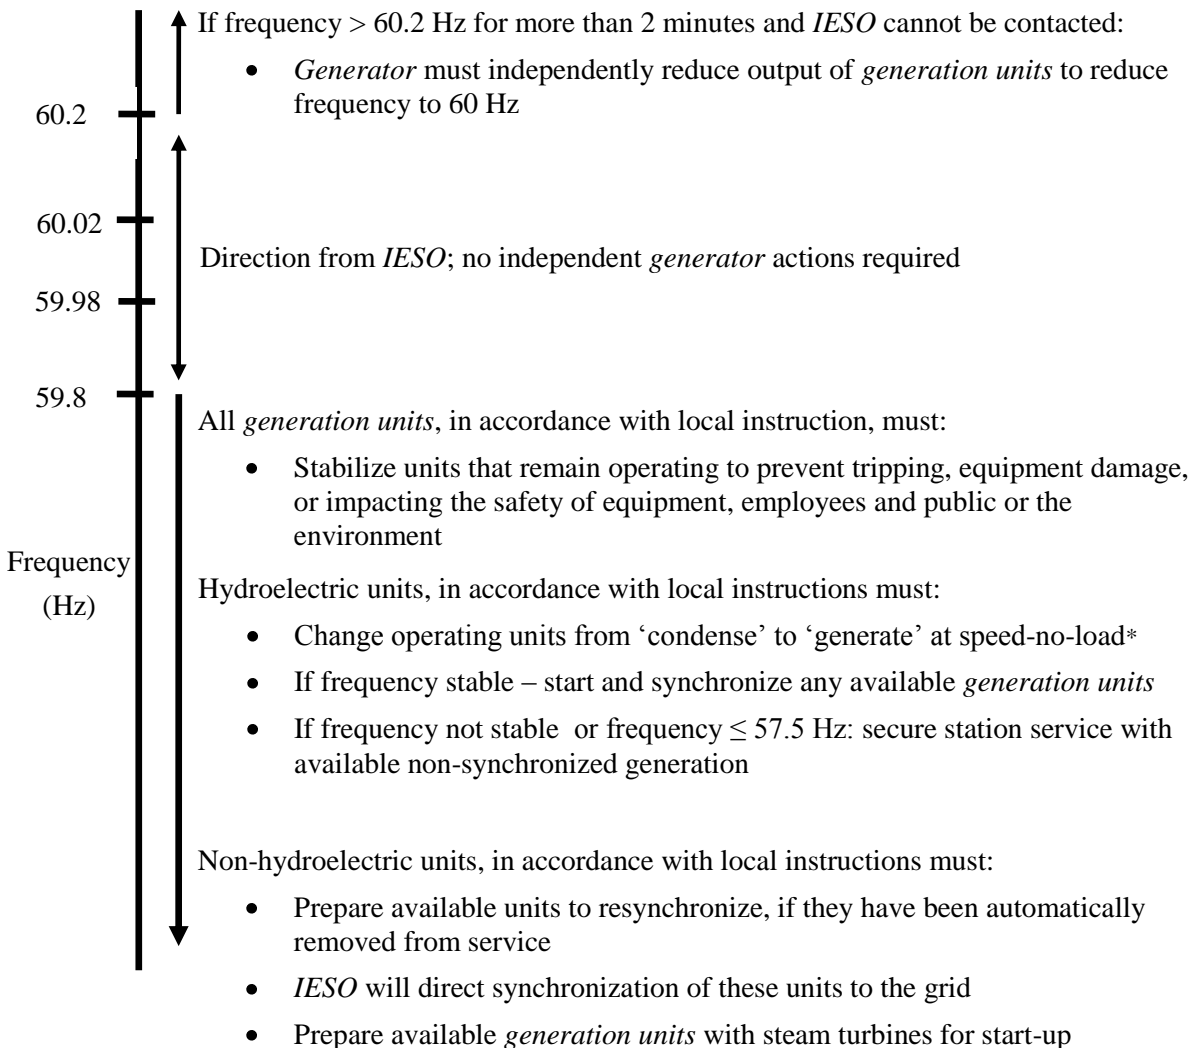 If frequency > 60.2 Hz for more than 2 minutes and IESO cannot be contacted:
• Generator must independently reduce output of generation units to reduce
frequency to 60 Hz
60.2
60.02
Direction from IESO; no independent generator actions required
59.98
59.8
All generation units, in accordance with local instruction, must:
• Stabilize units that remain operating to prevent tripping, equipment damage,
or impacting the safety of equipment, employees and public or the
environment
Frequency
(Hz)
Hydroelectric units, in accordance with local instructions must:
• Change operating units from ‘condense’ to ‘generate’ at speed-no-load*
• If frequency stable – start and synchronize any available generation units
• If frequency not stable or frequency ≤ 57.5 Hz: secure station service with
available non-synchronized generation
Non-hydroelectric units, in accordance with local instructions must:
• Prepare available units to resynchronize, if they have been automatically
removed from service
• IESO will direct synchronization of these units to the grid
• Prepare available generation units with steam turbines for start-up